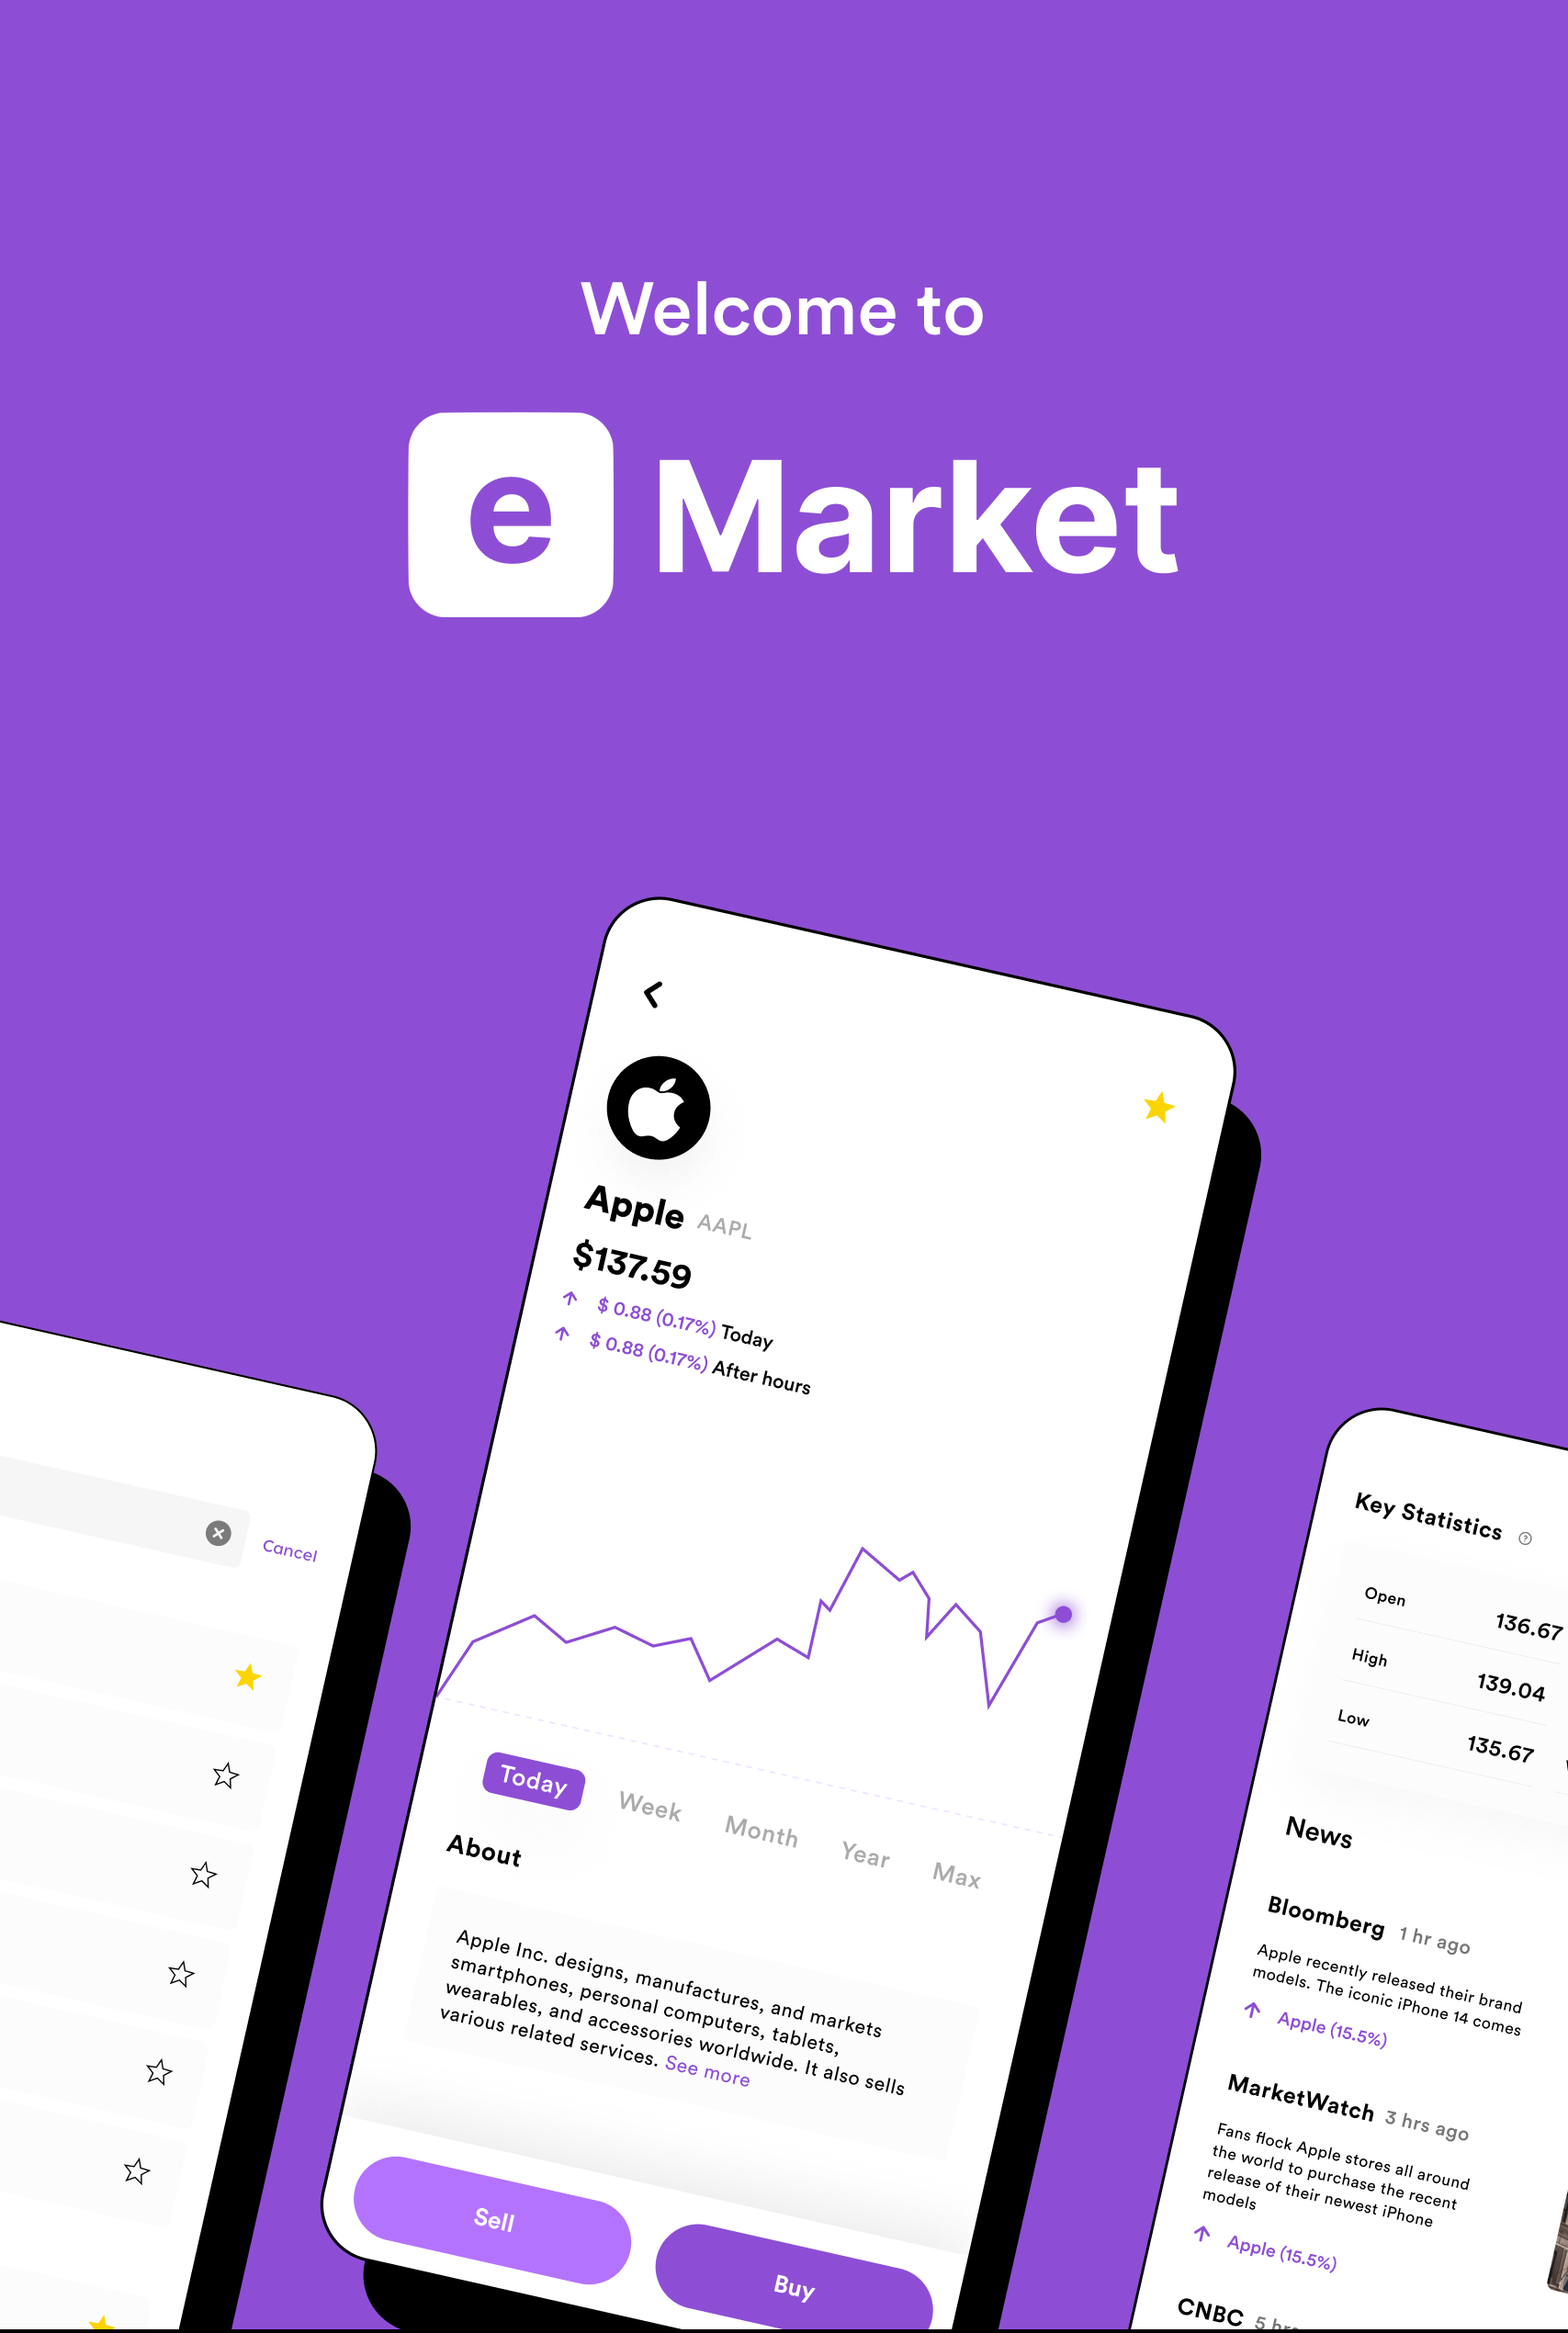 Welcome to
e Market
Cancel
Apple AAPL
$137.59
$ 0.88 (0.17%) Today
$ 0.88 (0.17%) After hours
Today Week Month Year Max
About
Apple Inc. designs, manufactures, and markets
smartphones, personal computers, tablets,
wearables, and accessories worldwide. It also sells
various related services. See more
Sell Buy
Key Statistics ?
Open 136.67
High 139.04
Low 135.67
News
Bloomberg 1 hr ago
Apple recently released their brand
models. The iconic iPhone 14 comes
Apple (15.5%)
MarketWatch 3 hrs ago
Fans flock Apple stores all around
the world to purchase the recent
release of their newest iPhone
models
Apple (15.5%)
CNBC 5